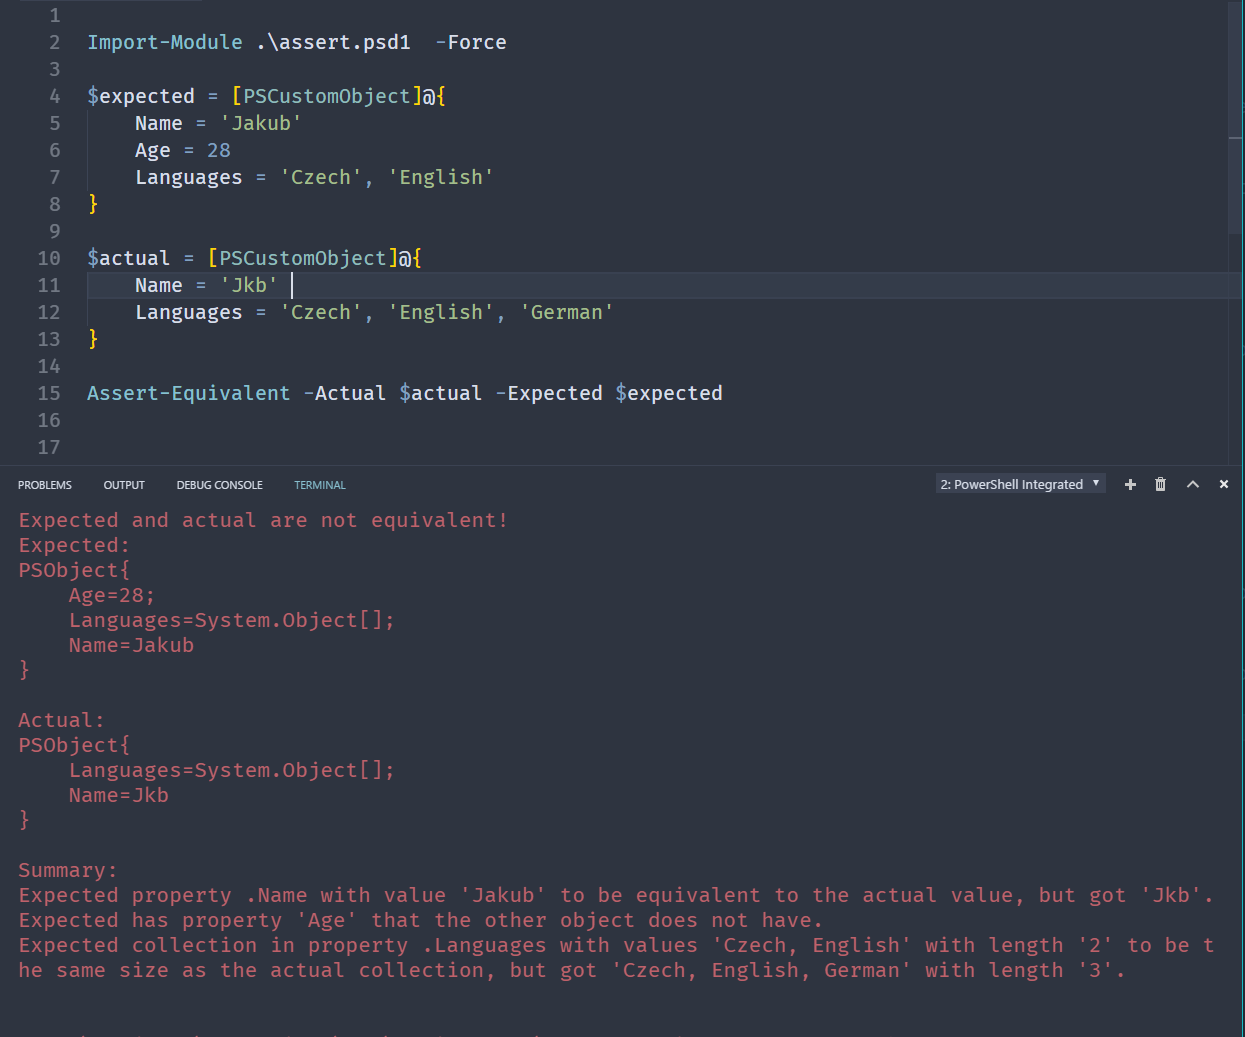 1
2 Import-Module .\assert.psd1  -Force
3
4 $expected = [PSCustomObject]@{
5     Name = 'Jakub'
6     Age = 28
7     Languages = 'Czech', 'English'
8 }
9
10 $actual = [PSCustomObject]@{
11     Name = 'Jkb'
12     Languages = 'Czech', 'English', 'German'
13 }
14
15 Assert-Equivalent -Actual $actual -Expected $expected
16
17
PROBLEMS OUTPUT DEBUG CONSOLE TERMINAL 2: PowerShell Integrated
Expected and actual are not equivalent!
Expected:
PSObject{
    Age=28;
    Languages=System.Object[];
    Name=Jakub
}
Actual:
PSObject{
    Languages=System.Object[];
    Name=Jkb
}
Summary:
Expected property .Name with value 'Jakub' to be equivalent to the actual value, but got 'Jkb'.
Expected has property 'Age' that the other object does not have.
Expected collection in property .Languages with values 'Czech, English' with length '2' to be t
he same size as the actual collection, but got 'Czech, English, German' with length '3'.